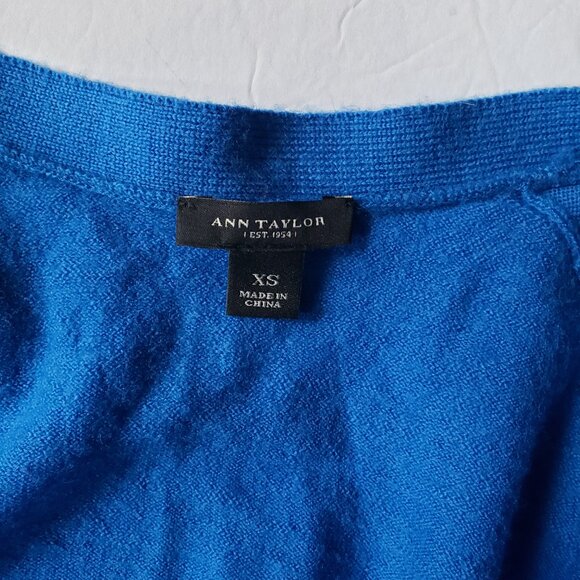 ANN TAYLOR
| EST. 1954 |
XS
MADE IN
CHINA